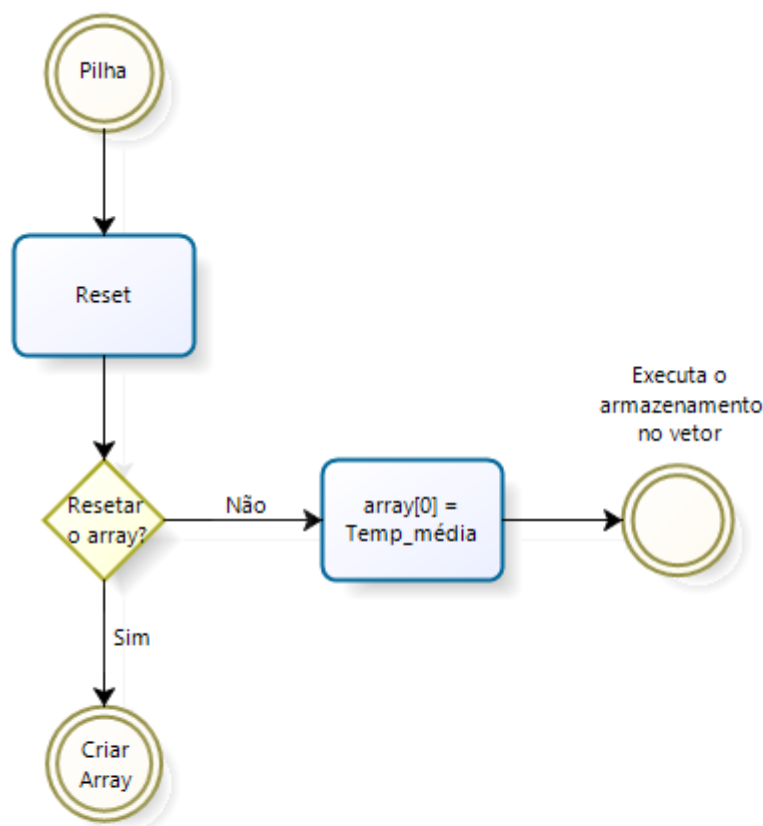 Pilha
Reset
Executa o
armazenamento
no vetor
Resetar
o array?
Não
array[0] =
Temp_média
Sim
Criar
Array